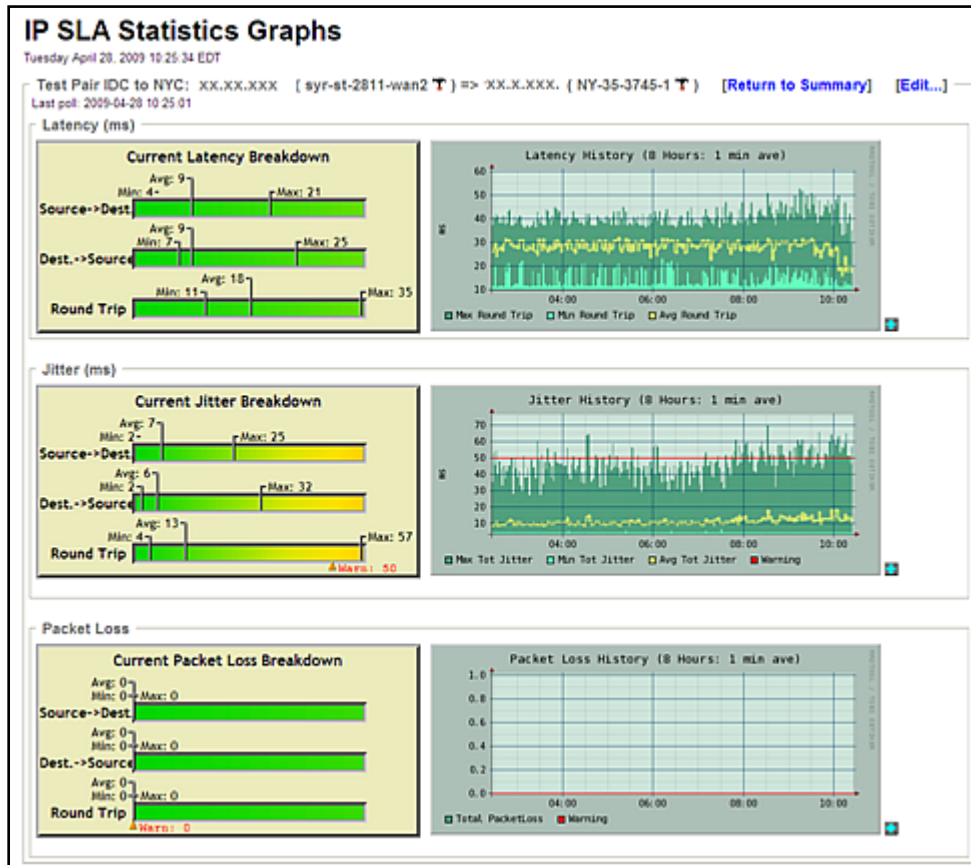 IP SLA Statistics Graphs
Tuesday April 28, 2009 10:25:34 EDT
Test Pair IDC to NYC: XX.XX.XXX ( syr-st-2811-wan2 ) => XX.X.XXX. ( NY-35-3745-1 ) [Return to Summary] [Edit...]
Last poll: 2009-04-28 10:25:01
Latency (ms)
Current Latency Breakdown
Avg: 9
Min: 4
Max: 21
Source->Dest.
Avg: 9
Min: 7
Max: 25
Dest.->Source
Avg: 18
Min: 11
Max: 35
Round Trip
Latency History (8 Hours: 1 min ave)
60
50
40
30
20
10
ms
04:00 06:00 08:00 10:00
Max Round Trip Min Round Trip Avg Round Trip
Jitter (ms)
Current Jitter Breakdown
Avg: 7
Min: 2
Max: 25
Source->Dest.
Avg: 6
Min: 2
Max: 32
Dest.->Source
Avg: 13
Min: 4
Max: 57
Round Trip
Warn: 50
Jitter History (8 Hours: 1 min ave)
70
60
50
40
30
20
10
ms
04:00 06:00 08:00 10:00
Max Tot Jitter Min Tot Jitter Avg Tot Jitter Warning
Packet Loss
Current Packet Loss Breakdown
Avg: 0
Min: 0
Max: 0
Source->Dest.
Avg: 0
Min: 0
Max: 0
Dest.->Source
Avg: 0
Min: 0
Max: 0
Round Trip
Warn: 0
Packet Loss History (8 Hours: 1 min ave)
1.0
0.8
0.6
0.4
0.2
0.0
04:00 06:00 08:00 10:00
Total PacketLoss Warning